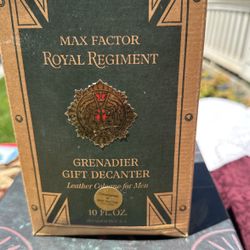 MAX FACTOR
ROYAL REGIMENT
GRENADIER
GIFT DECANTER
Leather Cologne for Men
10 FL. OZ.